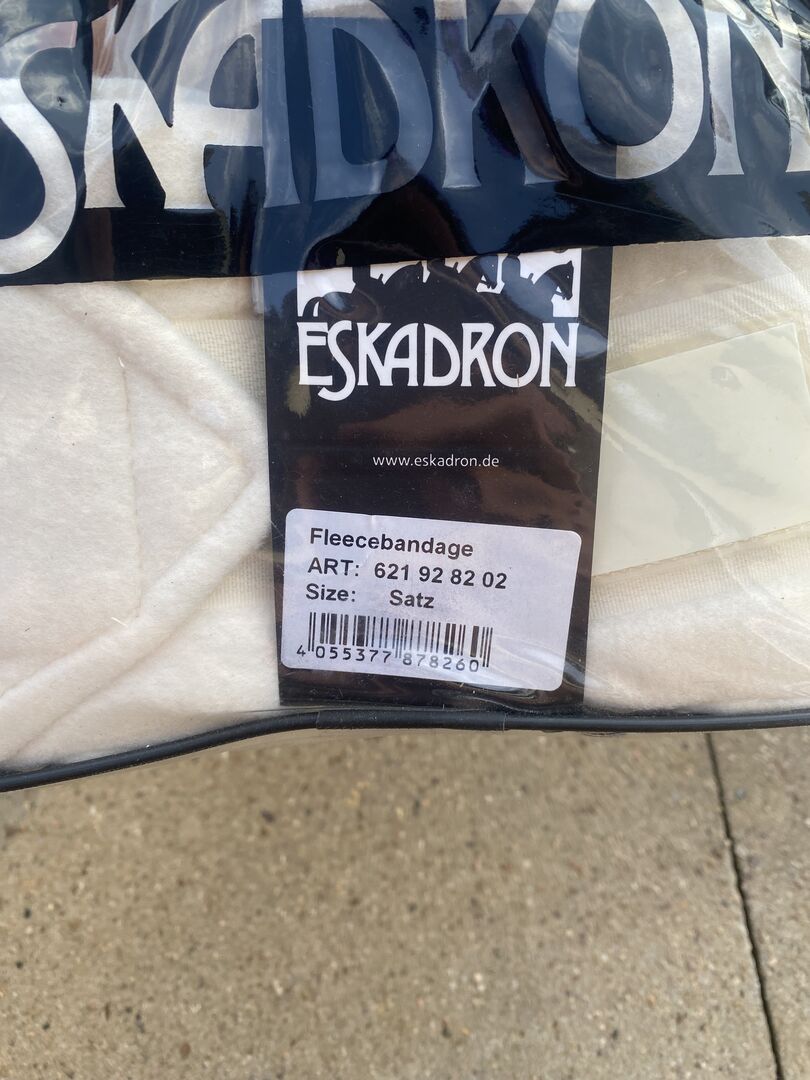 ESKADRON
ESKADRON
www.eskadron.de
Fleecebandage
ART: 621 92 82 02
Size: Satz
4 055377 878260